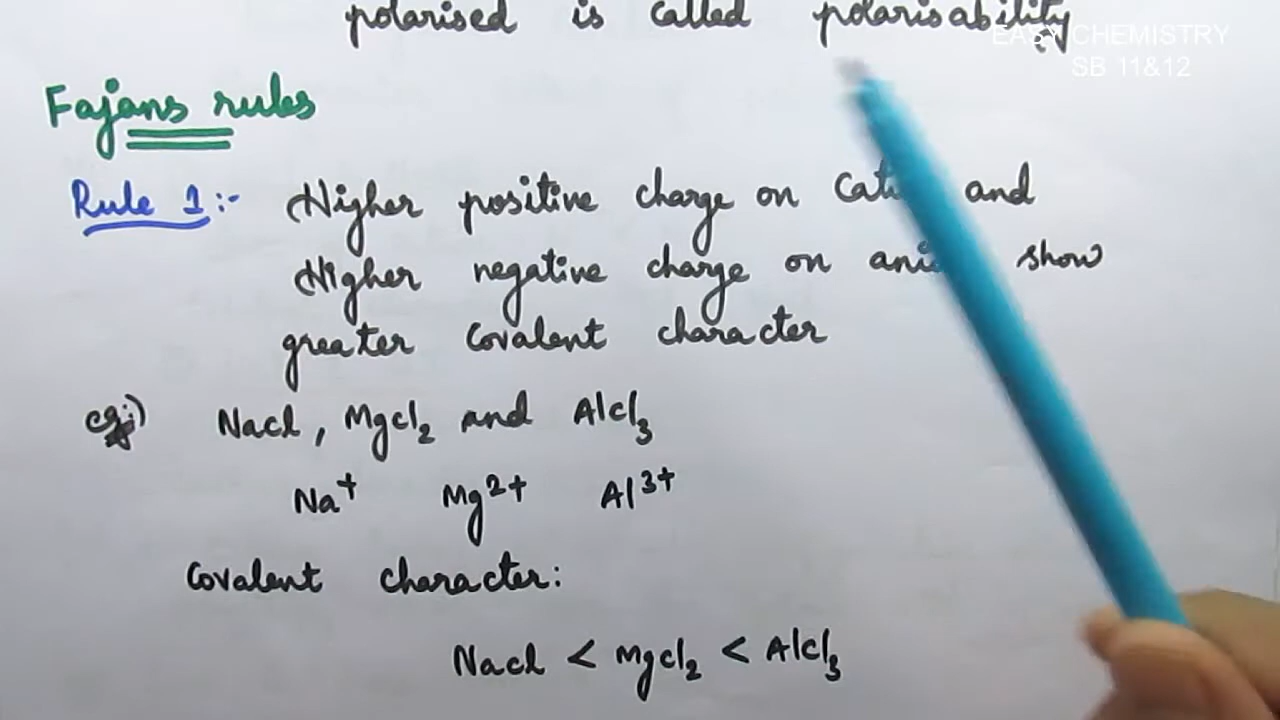 polarised is called polarisability
EASY CHEMISTRY
SB 11&12
Fajans rules
Rule 1:- Higher positive charge on and
Higher negative charge on show
greater covalent character
eg:) Nacl, Mgcl₂ and AlCl₃
Na⁺ Mg²⁺ Al³⁺
Covalent character:
Nacl < Mgcl₂ < AlCl₃